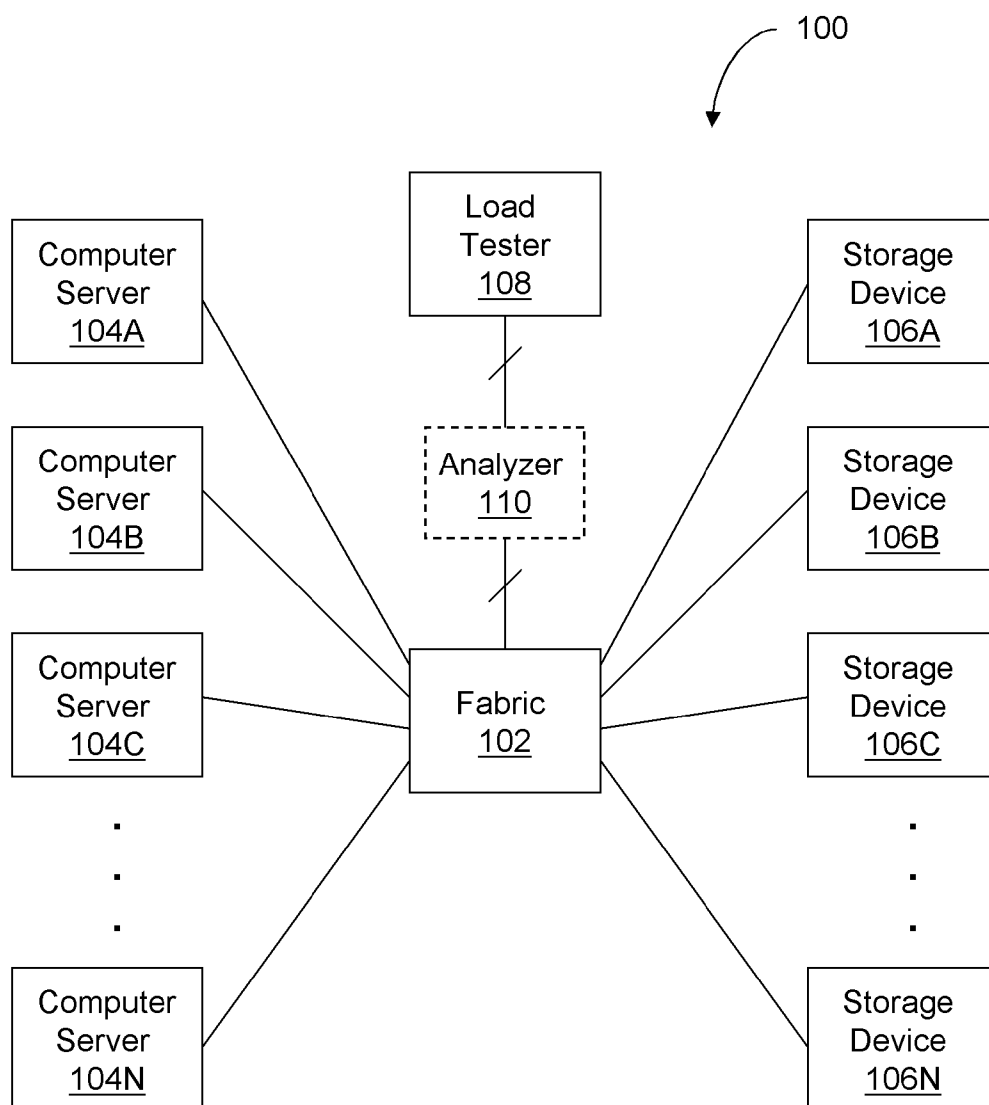 100
Load
Tester
108
Computer
Server
104A
Storage
Device
106A
Analyzer
110
Computer
Server
104B
Storage
Device
106B
Computer
Server
104C
Fabric
102
Storage
Device
106C
Computer
Server
104N
Storage
Device
106N